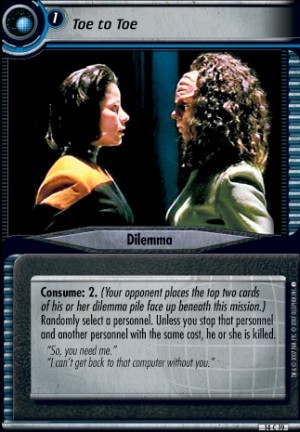 1
Toe to Toe
Dilemma
Consume: 2. (Your opponent places the top two cards
of his or her dilemma pile face up beneath this mission.)
Randomly select a personnel. Unless you stop that personnel
and another personnel with the same cost, he or she is killed.
"So, you need me."
"I can't get back to that computer without you."